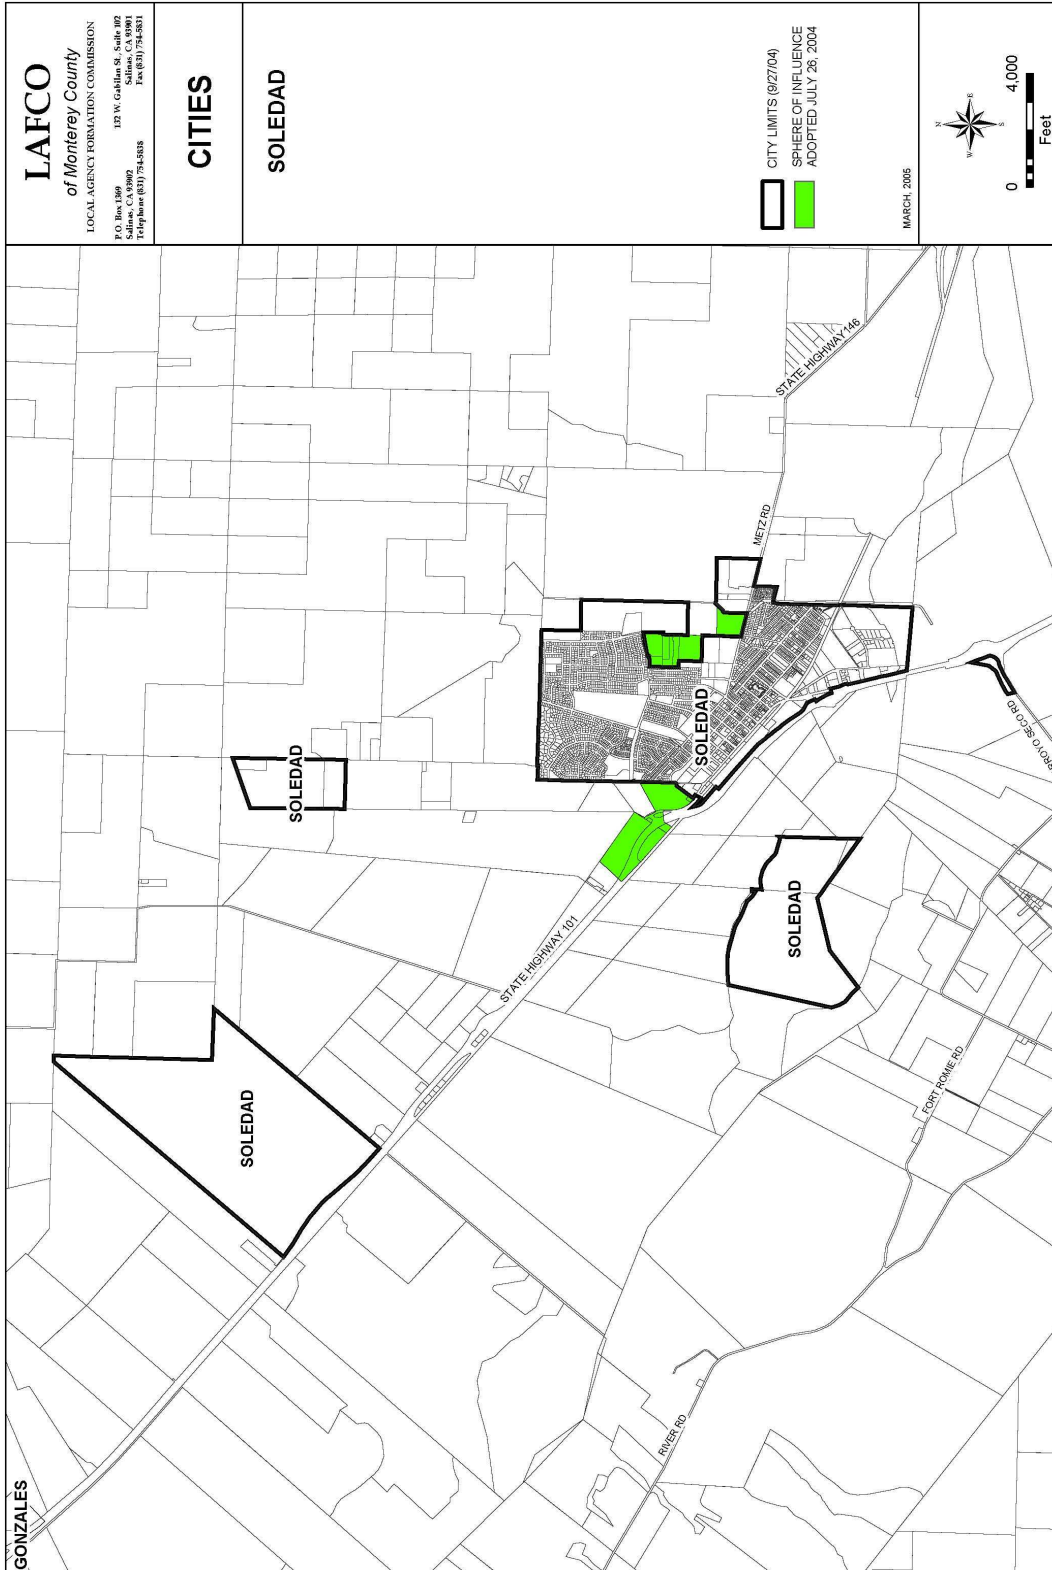 LAFCO
of Monterey County
LOCAL AGENCY FORMATION COMMISSION
P.O. Box 1369
Salinas, CA 93902
Telephone (831) 754-5838
132 W. Gabilan St., Suite 102
Salinas, CA 93901
Fax (831) 754-5831
CITIES
SOLEDAD
CITY LIMITS (9/27/04)
SPHERE OF INFLUENCE
ADOPTED JULY 26, 2004
MARCH, 2005
N
E
S
W
0
4,000
Feet
GONZALES
SOLEDAD
SOLEDAD
SOLEDAD
SOLEDAD
STATE HIGHWAY 101
STATE HIGHWAY 146
METZ RD
RROYO SECO RD
FORT ROMIE RD
RIVER RD